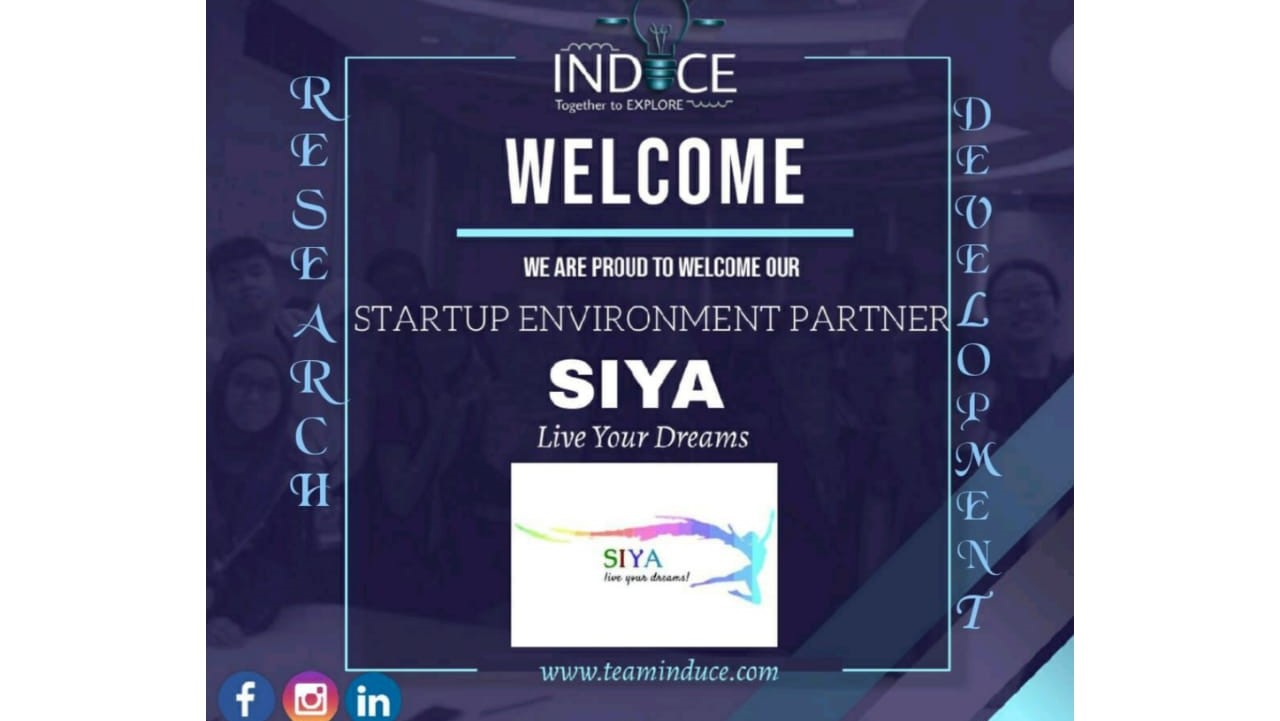 INDUCE
Together to EXPLORE
WELCOME
WE ARE PROUD TO WELCOME OUR
STARTUP ENVIRONMENT PARTNER
SIYA
Live Your Dreams
SIYA
live your dreams!
www.teaminduce.com
RESEARCH
DEVELOPMENT
f
in